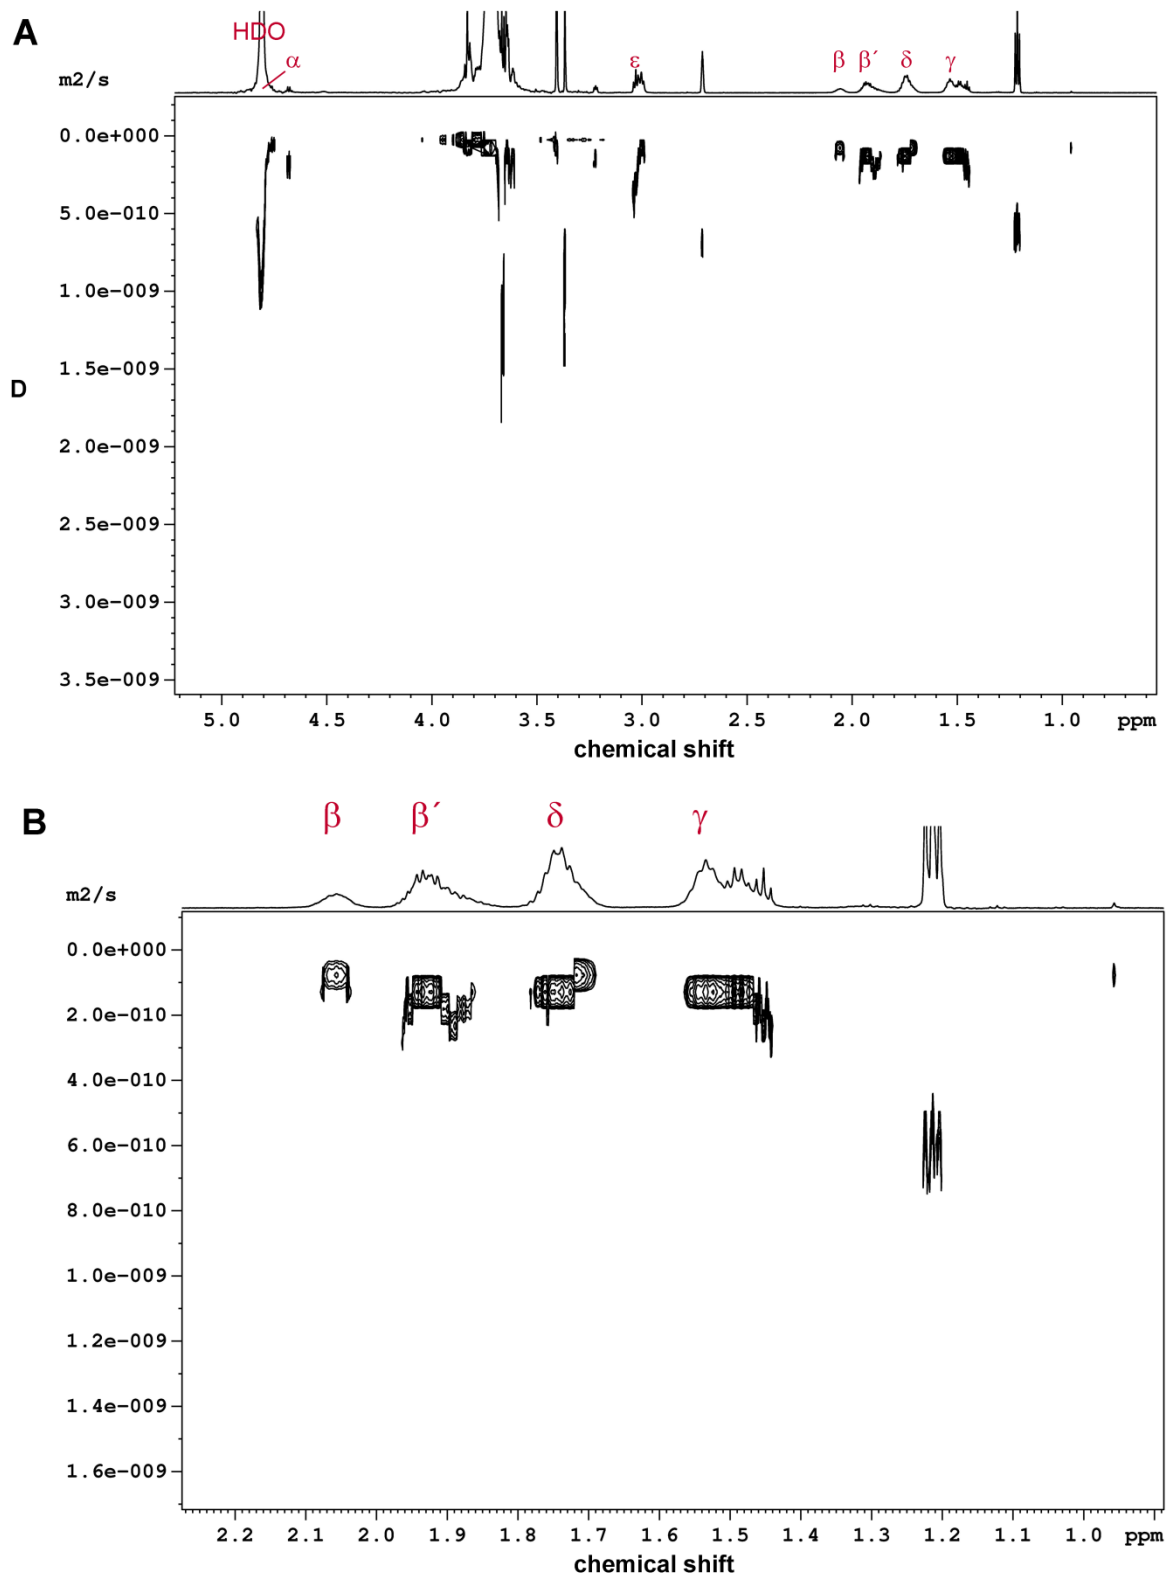 A
HDO
α
ε
β β´ δ γ
m2/s
0.0e+000
5.0e-010
1.0e-009
1.5e-009
D
2.0e-009
2.5e-009
3.0e-009
3.5e-009
5.0 4.5 4.0 3.5 3.0 2.5 2.0 1.5 1.0 ppm
chemical shift
B
β β´ δ γ
m2/s
0.0e+000
2.0e-010
4.0e-010
6.0e-010
8.0e-010
1.0e-009
1.2e-009
1.4e-009
1.6e-009
2.2 2.1 2.0 1.9 1.8 1.7 1.6 1.5 1.4 1.3 1.2 1.1 1.0 ppm
chemical shift